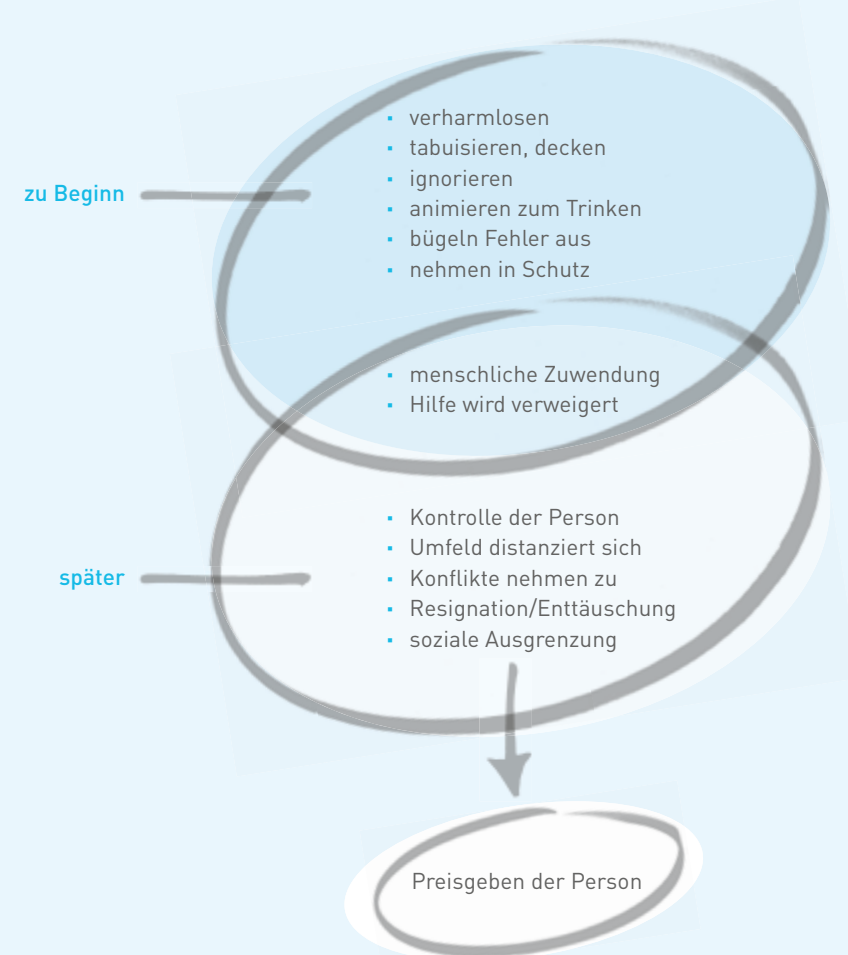 zu Beginn
▪ verharmlosen
▪ tabuisieren, decken
▪ ignorieren
▪ animieren zum Trinken
▪ bügeln Fehler aus
▪ nehmen in Schutz
▪ menschliche Zuwendung
▪ Hilfe wird verweigert
später
▪ Kontrolle der Person
▪ Umfeld distanziert sich
▪ Konflikte nehmen zu
▪ Resignation/Enttäuschung
▪ soziale Ausgrenzung
Preisgeben der Person